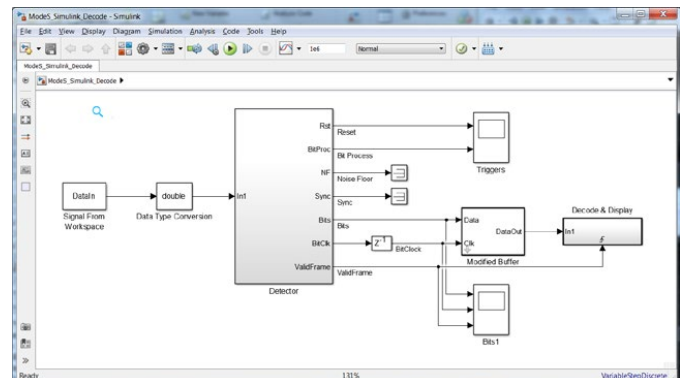 ModeS_Simulink_Decode - Simulink
File Edit View Display Diagram Simulation Analysis Code Tools Help
1e6 Normal
ModeS_Simulink_Decode
ModeS_Simulink_Decode
Rst Reset
BitProc Bit Process
Triggers
NF Noise Floor
Sync Sync
DataIn double In1
Signal From Workspace
Data Type Conversion
Bits Bits
Data DataOut
Decode & Display
In1
BitClk Z-1 BitClock Clk
Modified Buffer
ValidFrame ValidFrame
Detector
Bits1
Ready 131% VariableStepDiscrete